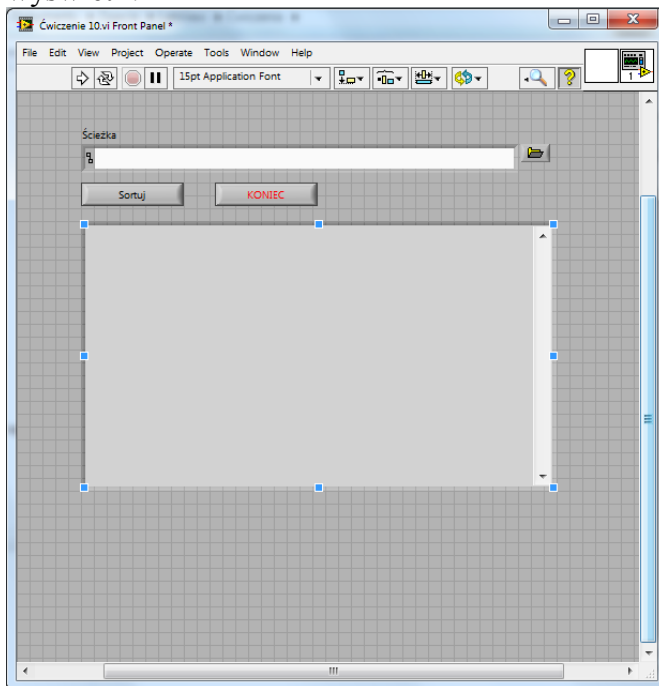 Ćwiczenie 10.vi Front Panel *
File Edit View Project Operate Tools Window Help
15pt Application Font
1
Ścieżka
Sortuj KONIEC